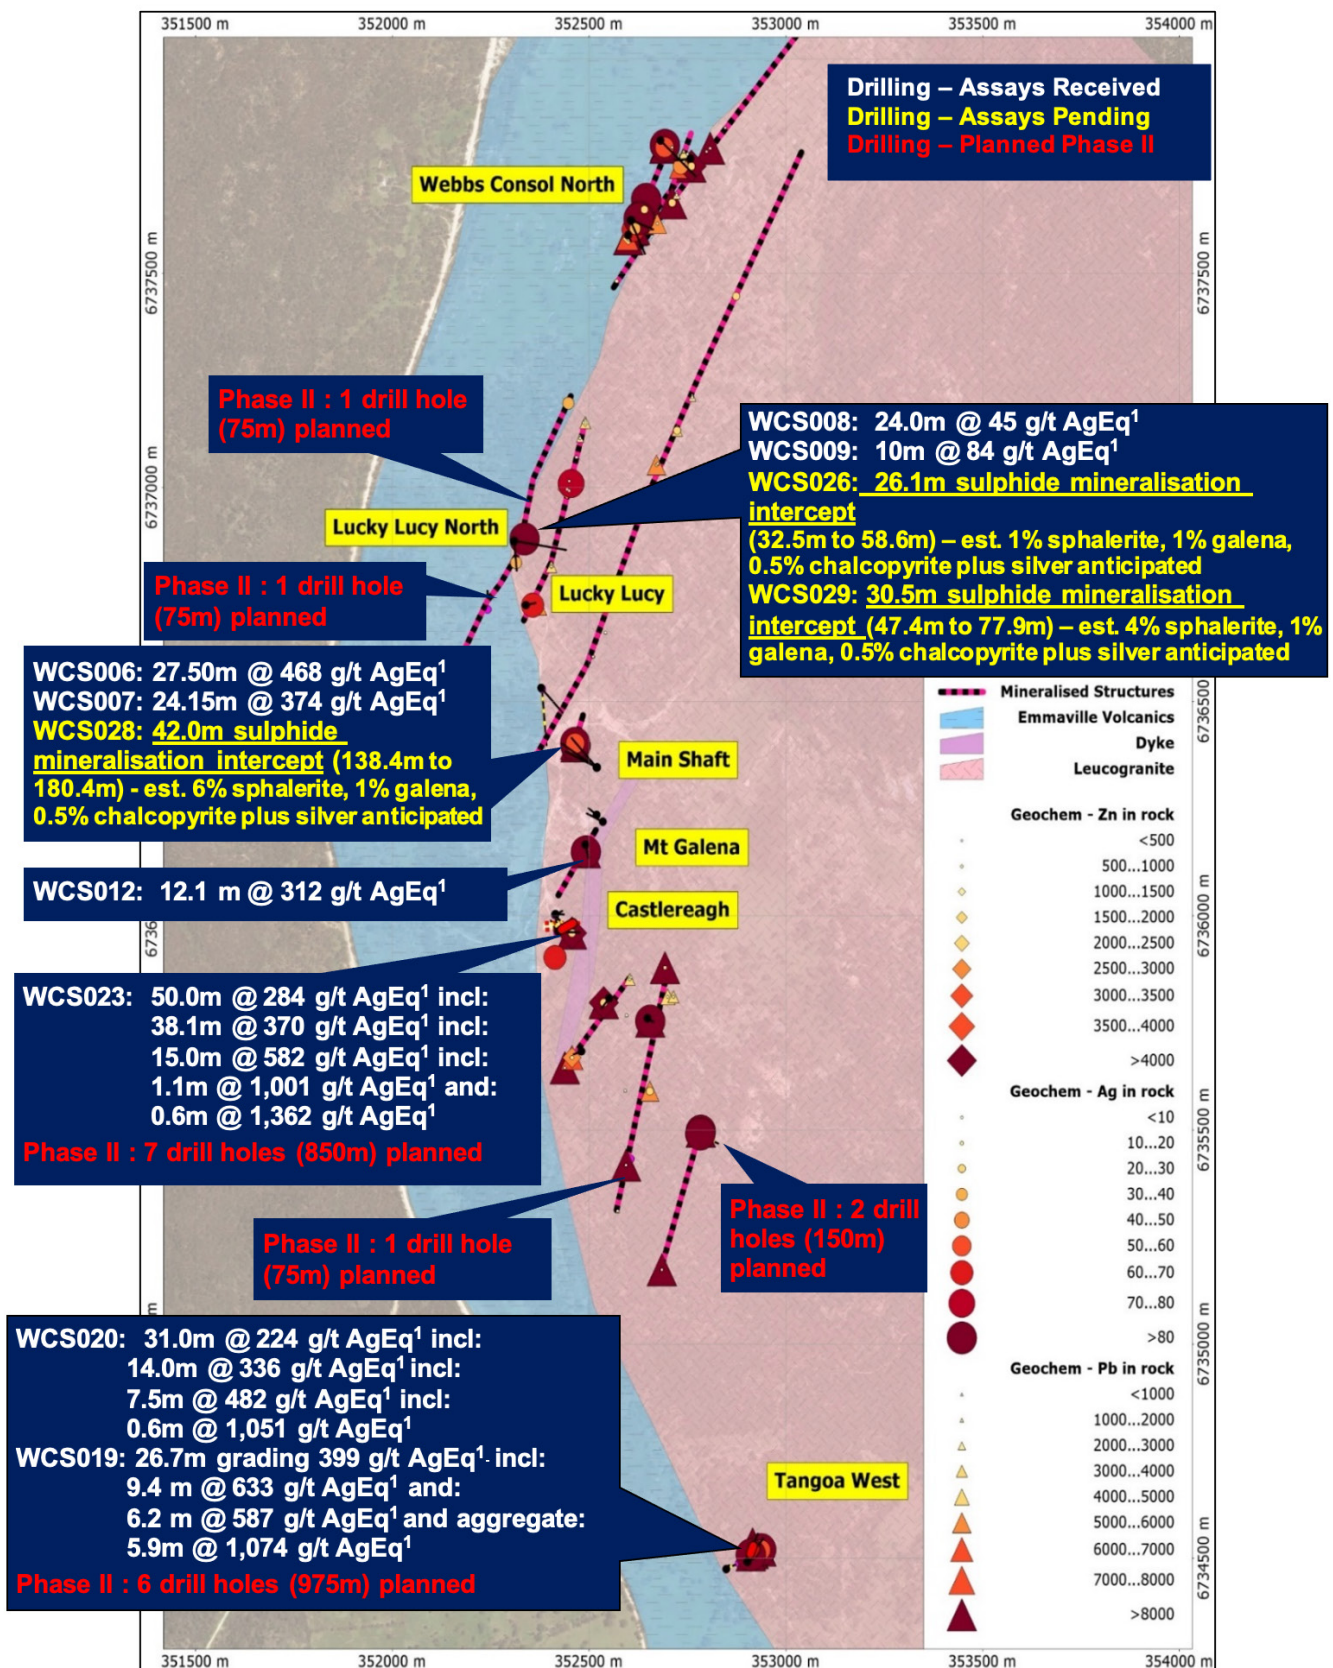 351500 m 352000 m 352500 m 353000 m 353500 m 354000 m
Drilling – Assays Received
Drilling – Assays Pending
Drilling – Planned Phase II
Webbs Consol North
6737500 m
6737500 m
Phase II : 1 drill hole
(75m) planned
WCS008: 24.0m @ 45 g/t AgEq¹
WCS009: 10m @ 84 g/t AgEq¹
WCS026: 26.1m sulphide mineralisation
intercept
(32.5m to 58.6m) – est. 1% sphalerite, 1% galena,
0.5% chalcopyrite plus silver anticipated
WCS029: 30.5m sulphide mineralisation
intercept (47.4m to 77.9m) – est. 4% sphalerite, 1%
galena, 0.5% chalcopyrite plus silver anticipated
6737000 m
Lucky Lucy North
Phase II : 1 drill hole
(75m) planned
Lucky Lucy
WCS006: 27.50m @ 468 g/t AgEq¹
WCS007: 24.15m @ 374 g/t AgEq¹
WCS028: 42.0m sulphide
mineralisation intercept (138.4m to
180.4m) - est. 6% sphalerite, 1% galena,
0.5% chalcopyrite plus silver anticipated
6736500
Main Shaft
Mt Galena
WCS012: 12.1 m @ 312 g/t AgEq¹
Castlereagh
6736
6736000 m
WCS023: 50.0m @ 284 g/t AgEq¹ incl:
38.1m @ 370 g/t AgEq¹ incl:
15.0m @ 582 g/t AgEq¹ incl:
1.1m @ 1,001 g/t AgEq¹ and:
0.6m @ 1,362 g/t AgEq¹
Phase II : 7 drill holes (850m) planned
6735500 m
Phase II : 1 drill hole
(75m) planned
Phase II : 2 drill
holes (150m)
planned
m
6735000 m
WCS020: 31.0m @ 224 g/t AgEq¹ incl:
14.0m @ 336 g/t AgEq¹ incl:
7.5m @ 482 g/t AgEq¹ incl:
0.6m @ 1,051 g/t AgEq¹
WCS019: 26.7m grading 399 g/t AgEq¹· incl:
9.4 m @ 633 g/t AgEq¹ and:
6.2 m @ 587 g/t AgEq¹ and aggregate:
5.9m @ 1,074 g/t AgEq¹
Phase II : 6 drill holes (975m) planned
Tangoa West
6734500 m
Mineralised Structures
Emmaville Volcanics
Dyke
Leucogranite
Geochem - Zn in rock
<500
500...1000
1000...1500
1500...2000
2000...2500
2500...3000
3000...3500
3500...4000
>4000
Geochem - Ag in rock
<10
10...20
20...30
30...40
40...50
50...60
60...70
70...80
>80
Geochem - Pb in rock
<1000
1000...2000
2000...3000
3000...4000
4000...5000
5000...6000
6000...7000
7000...8000
>8000
351500 m 352000 m 352500 m 353000 m 353500 m 354000 m